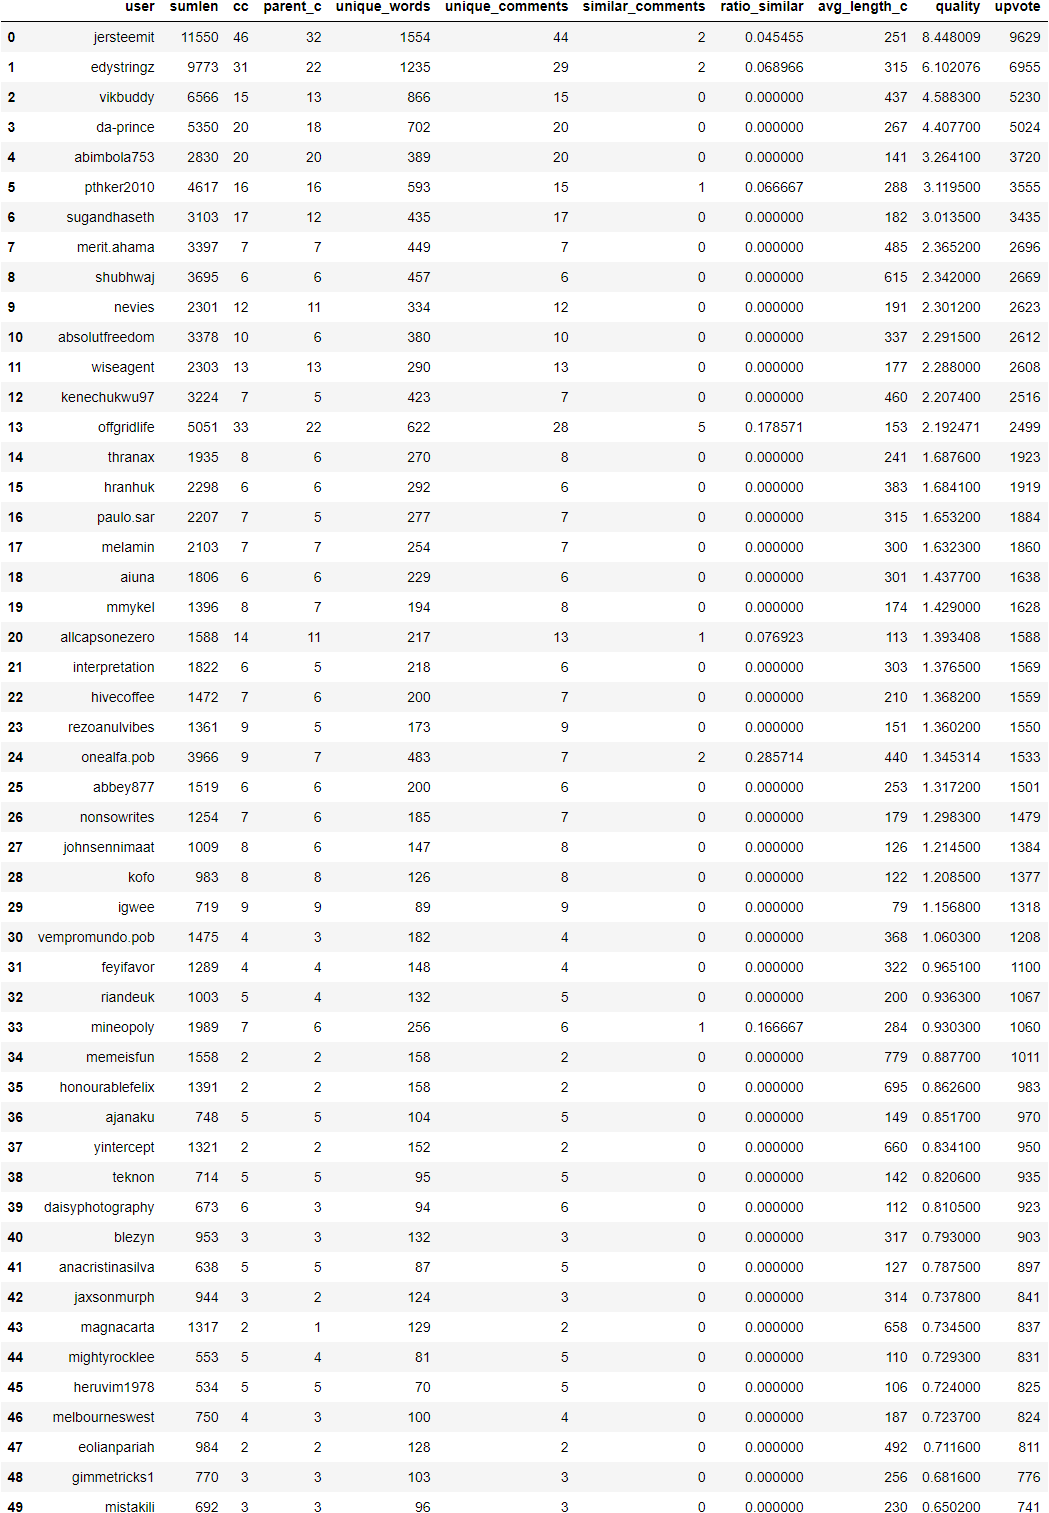 user sumlen cc parent_c unique_words unique_comments similar_comments ratio_similar avg_length_c quality upvote
0 jersteemit 11550 46 32 1554 44 2 0.045455 251 8.448009 9629
1 edystringz 9773 31 22 1235 29 2 0.068966 315 6.102076 6955
2 vikbuddy 6566 15 13 866 15 0 0.000000 437 4.588300 5230
3 da-prince 5350 20 18 702 20 0 0.000000 267 4.407700 5024
4 abimbola753 2830 20 20 389 20 0 0.000000 141 3.264100 3720
5 pthker2010 4617 16 16 593 15 1 0.066667 288 3.119500 3555
6 sugandhaseth 3103 17 12 435 17 0 0.000000 182 3.013500 3435
7 merit.ahama 3397 7 7 449 7 0 0.000000 485 2.365200 2696
8 shubhwaj 3695 6 6 457 6 0 0.000000 615 2.342000 2669
9 nevies 2301 12 11 334 12 0 0.000000 191 2.301200 2623
10 absolutfreedom 3378 10 6 380 10 0 0.000000 337 2.291500 2612
11 wiseagent 2303 13 13 290 13 0 0.000000 177 2.288000 2608
12 kenechukwu97 3224 7 5 423 7 0 0.000000 460 2.207400 2516
13 offgridlife 5051 33 22 622 28 5 0.178571 153 2.192471 2499
14 thranax 1935 8 6 270 8 0 0.000000 241 1.687600 1923
15 hranhuk 2298 6 6 292 6 0 0.000000 383 1.684100 1919
16 paulo.sar 2207 7 5 277 7 0 0.000000 315 1.653200 1884
17 melamin 2103 7 7 254 7 0 0.000000 300 1.632300 1860
18 aiuna 1806 6 6 229 6 0 0.000000 301 1.437700 1638
19 mmykel 1396 8 7 194 8 0 0.000000 174 1.429000 1628
20 allcapsonezero 1588 14 11 217 13 1 0.076923 113 1.393408 1588
21 interpretation 1822 6 5 218 6 0 0.000000 303 1.376500 1569
22 hivecoffee 1472 7 6 200 7 0 0.000000 210 1.368200 1559
23 rezoanulvibes 1361 9 5 173 9 0 0.000000 151 1.360200 1550
24 onealfa.pob 3966 9 7 483 7 2 0.285714 440 1.345314 1533
25 abbey877 1519 6 6 200 6 0 0.000000 253 1.317200 1501
26 nonsowrites 1254 7 6 185 7 0 0.000000 179 1.298300 1479
27 johnsennimaat 1009 8 6 147 8 0 0.000000 126 1.214500 1384
28 kofo 983 8 8 126 8 0 0.000000 122 1.208500 1377
29 igwee 719 9 9 89 9 0 0.000000 79 1.156800 1318
30 vempromundo.pob 1475 4 3 182 4 0 0.000000 368 1.060300 1208
31 feyifavor 1289 4 4 148 4 0 0.000000 322 0.965100 1100
32 riandeuk 1003 5 4 132 5 0 0.000000 200 0.936300 1067
33 mineopoly 1989 7 6 256 6 1 0.166667 284 0.930300 1060
34 memeisfun 1558 2 2 158 2 0 0.000000 779 0.887700 1011
35 honourablefelix 1391 2 2 158 2 0 0.000000 695 0.862600 983
36 ajanaku 748 5 5 104 5 0 0.000000 149 0.851700 970
37 yintercept 1321 2 2 152 2 0 0.000000 660 0.834100 950
38 teknon 714 5 5 95 5 0 0.000000 142 0.820600 935
39 daisyphotography 673 6 3 94 6 0 0.000000 112 0.810500 923
40 blezyn 953 3 3 132 3 0 0.000000 317 0.793000 903
41 anacristinasilva 638 5 5 87 5 0 0.000000 127 0.787500 897
42 jaxsonmurph 944 3 2 124 3 0 0.000000 314 0.737800 841
43 magnacarta 1317 2 1 129 2 0 0.000000 658 0.734500 837
44 mightyrocklee 553 5 4 81 5 0 0.000000 110 0.729300 831
45 heruvim1978 534 5 5 70 5 0 0.000000 106 0.724000 825
46 melbourneswest 750 4 3 100 4 0 0.000000 187 0.723700 824
47 eolianpariah 984 2 2 128 2 0 0.000000 492 0.711600 811
48 gimmetricks1 770 3 3 103 3 0 0.000000 256 0.681600 776
49 mistakili 692 3 3 96 3 0 0.000000 230 0.650200 741